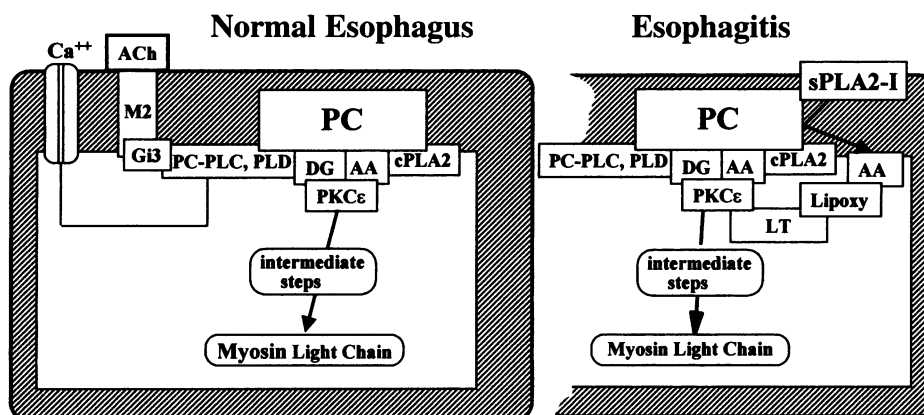 Normal Esophagus
Ca++
ACh
M2
Gi3
PC
PC-PLC, PLD
DG
AA
cPLA2
PKCε
intermediate
steps
Myosin Light Chain
Esophagitis
sPLA2-I
PC
PC-PLC, PLD
DG
AA
cPLA2
AA
PKCε
Lipoxy
LT
intermediate
steps
Myosin Light Chain